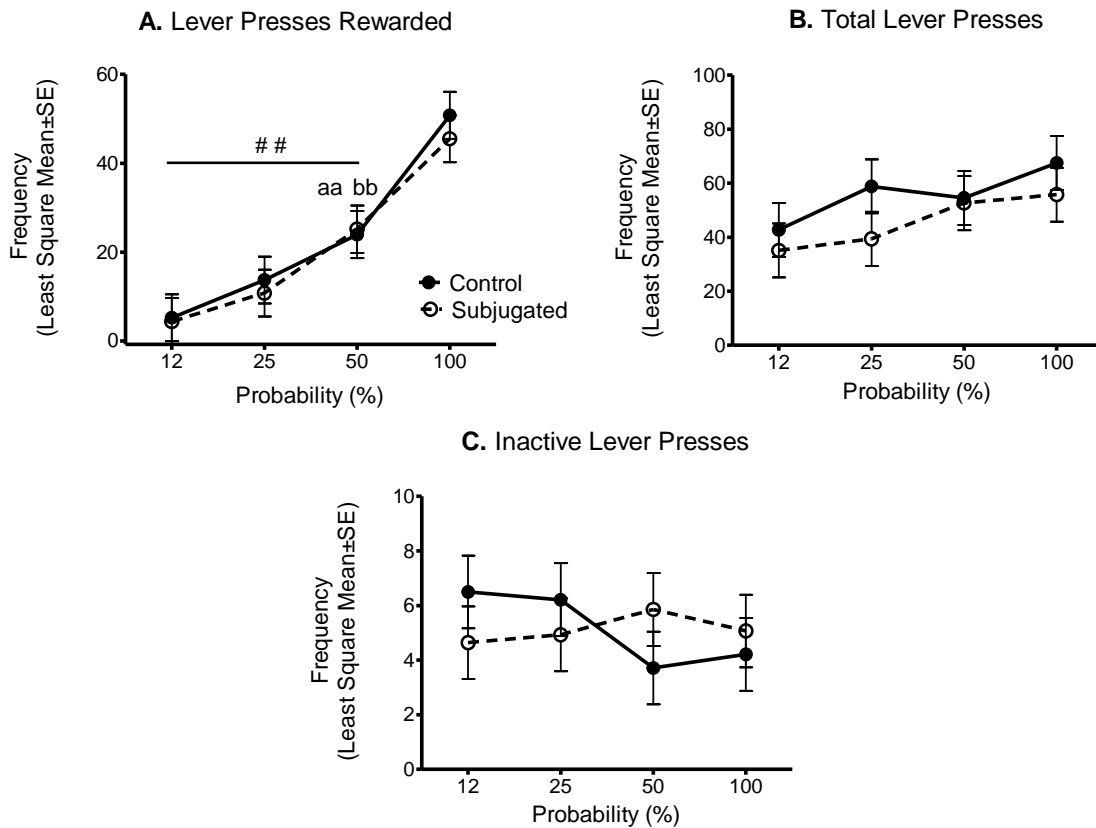 A. Lever Presses Rewarded
Frequency
(Least Square Mean±SE)
60
40
20
0
# #
aa bb
Control
Subjugated
12 25 50 100
Probability (%)
B. Total Lever Presses
Frequency
(Least Square Mean±SE)
100
80
60
40
20
0
12 25 50 100
Probability (%)
C. Inactive Lever Presses
Frequency
(Least Square Mean±SE)
10
8
6
4
2
0
12 25 50 100
Probability (%)